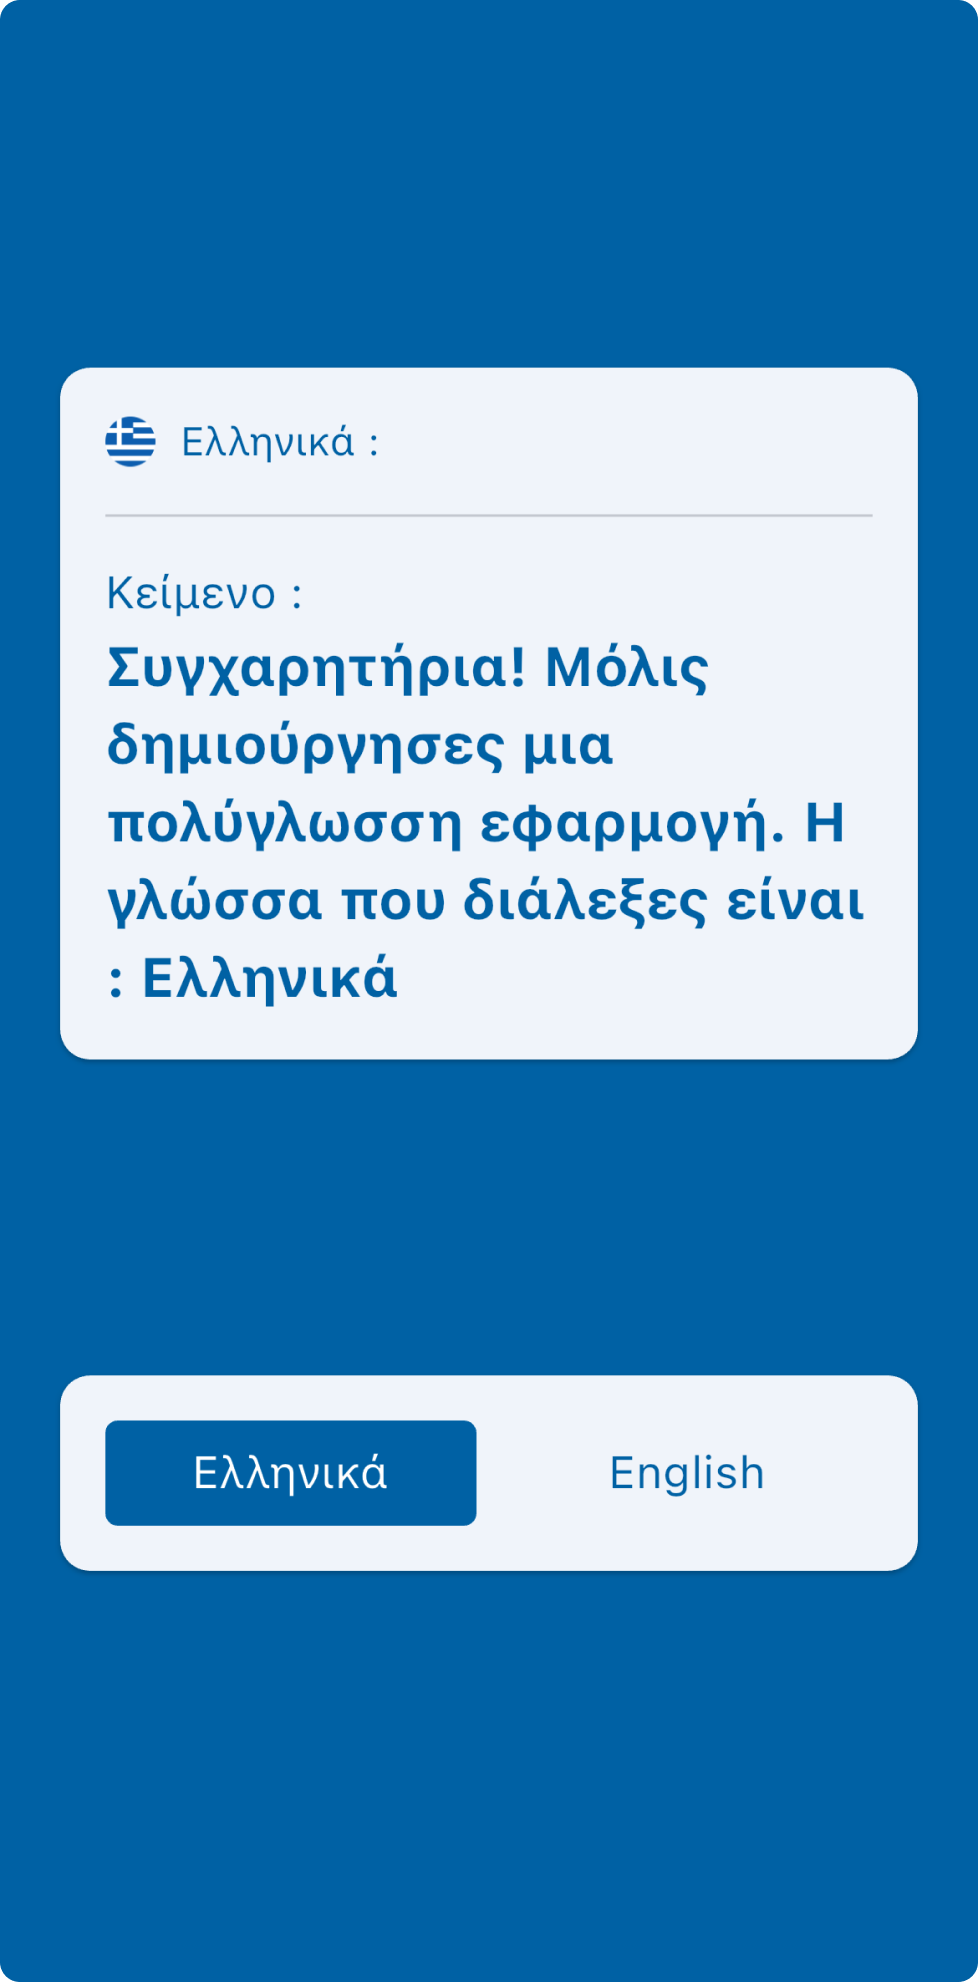 Ελληνικά :
Κείμενο :
Συγχαρητήρια! Μόλις
δημιούργησες μια
πολύγλωσση εφαρμογή. Η
γλώσσα που διάλεξες είναι
: Ελληνικά
Ελληνικά English